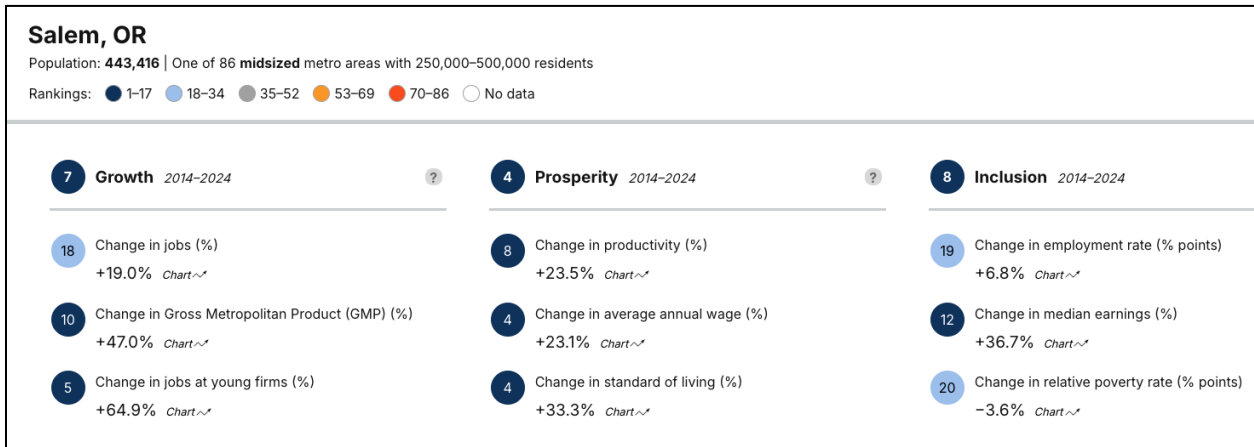 Salem, OR
Population: 443,416 | One of 86 midsized metro areas with 250,000–500,000 residents
Rankings: 1–17 18–34 35–52 53–69 70–86 No data
7 Growth 2014–2024 ?
18 Change in jobs (%)
+19.0% Chart
10 Change in Gross Metropolitan Product (GMP) (%)
+47.0% Chart
5 Change in jobs at young firms (%)
+64.9% Chart
4 Prosperity 2014–2024 ?
8 Change in productivity (%)
+23.5% Chart
4 Change in average annual wage (%)
+23.1% Chart
4 Change in standard of living (%)
+33.3% Chart
8 Inclusion 2014–2024
19 Change in employment rate (% points)
+6.8% Chart
12 Change in median earnings (%)
+36.7% Chart
20 Change in relative poverty rate (% points)
−3.6% Chart